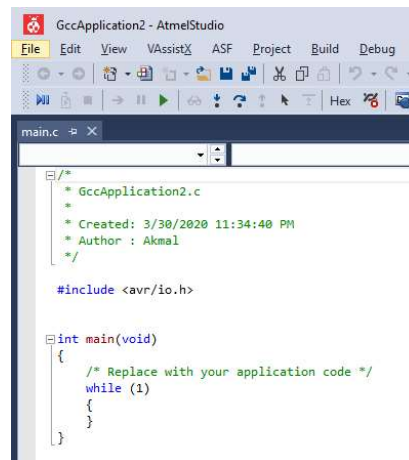 GccApplication2 - AtmelStudio
File Edit View VAssistX ASF Project Build Debug
Hex
main.c
/*
* GccApplication2.c
*
* Created: 3/30/2020 11:34:40 PM
* Author : Akmal
*/
#include <avr/io.h>
int main(void)
{
/* Replace with your application code */
while (1)
{
}
}